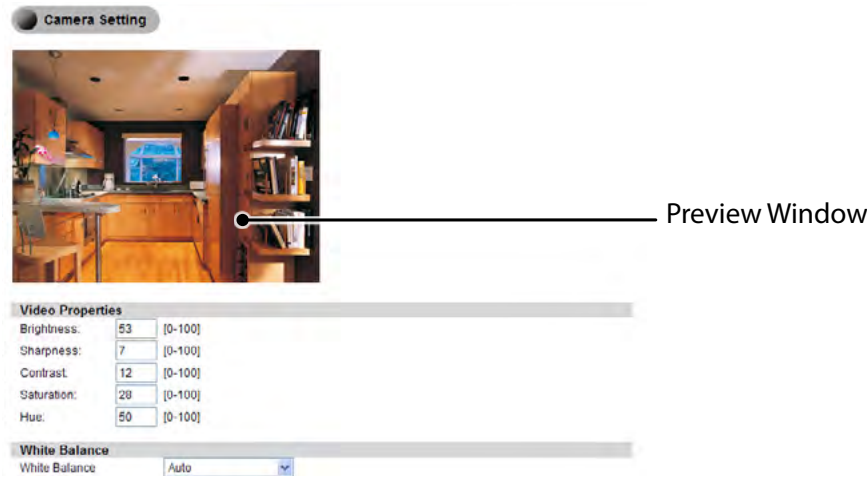 Camera Setting
Preview Window
Video Properties
Brightness: 53 [0-100]
Sharpness: 7 [0-100]
Contrast: 12 [0-100]
Saturation: 28 [0-100]
Hue: 50 [0-100]
White Balance
White Balance Auto